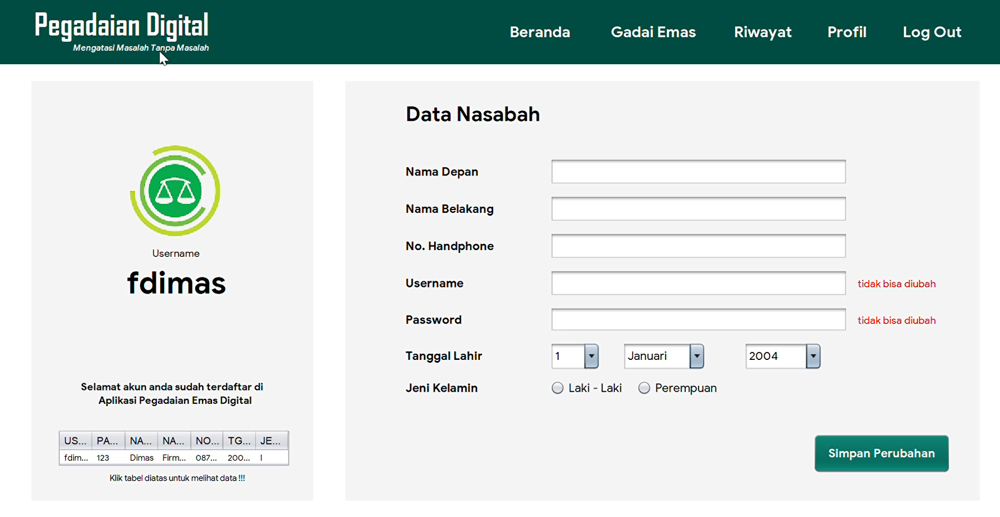 Pegadaian Digital
Mengatasi Masalah Tanpa Masalah
Beranda Gadai Emas Riwayat Profil Log Out
Username
fdimas
Selamat akun anda sudah terdaftar di
Aplikasi Pegadaian Emas Digital
US... PA... NA... NA... NO... TG... JE...
fdim... 123 Dimas Firm... 087... 200... l
Klik tabel diatas untuk melihat data !!!
Data Nasabah
Nama Depan
Nama Belakang
No. Handphone
Username tidak bisa diubah
Password tidak bisa diubah
Tanggal Lahir 1 Januari 2004
Jeni Kelamin Laki - Laki Perempuan
Simpan Perubahan